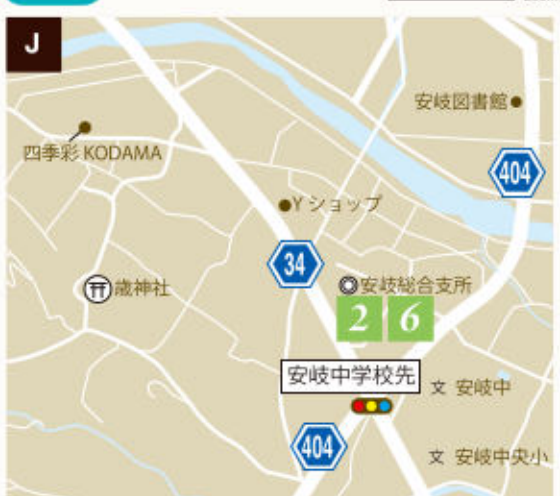 J
安岐図書館
四季彩 KODAMA
404
Yショップ
34
歳神社
安岐総合支所
2 6
安岐中学校先
文 安岐中
404
文 安岐中央小